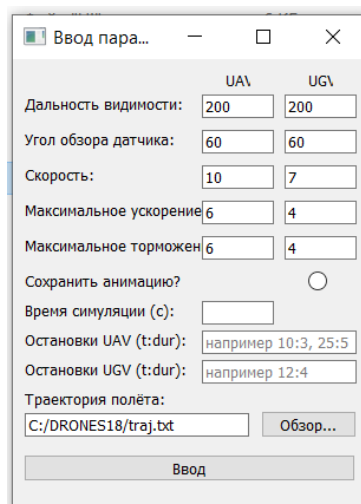 Ввод пара...
UA\ UG\
Дальность видимости: 200 200
Угол обзора датчика: 60 60
Скорость: 10 7
Максимальное ускорение 6 4
Максимальное торможен 6 4
Сохранить анимацию?
Время симуляции (с):
Остановки UAV (t:dur): например 10:3, 25:5
Остановки UGV (t:dur): например 12:4
Траектория полёта:
C:/DRONES18/traj.txt Обзор...
Ввод